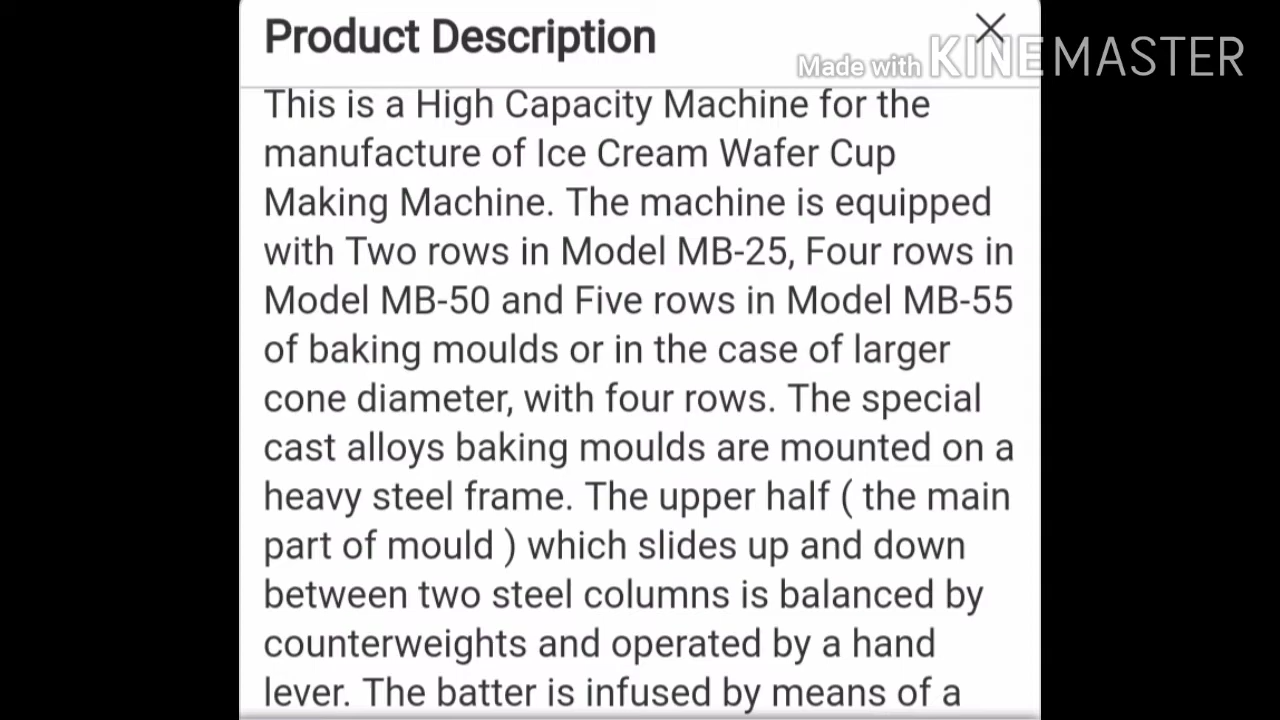 Product Description
Made with KINEMASTER
This is a High Capacity Machine for the
manufacture of Ice Cream Wafer Cup
Making Machine. The machine is equipped
with Two rows in Model MB-25, Four rows in
Model MB-50 and Five rows in Model MB-55
of baking moulds or in the case of larger
cone diameter, with four rows. The special
cast alloys baking moulds are mounted on a
heavy steel frame. The upper half ( the main
part of mould ) which slides up and down
between two steel columns is balanced by
counterweights and operated by a hand
lever. The batter is infused by means of a